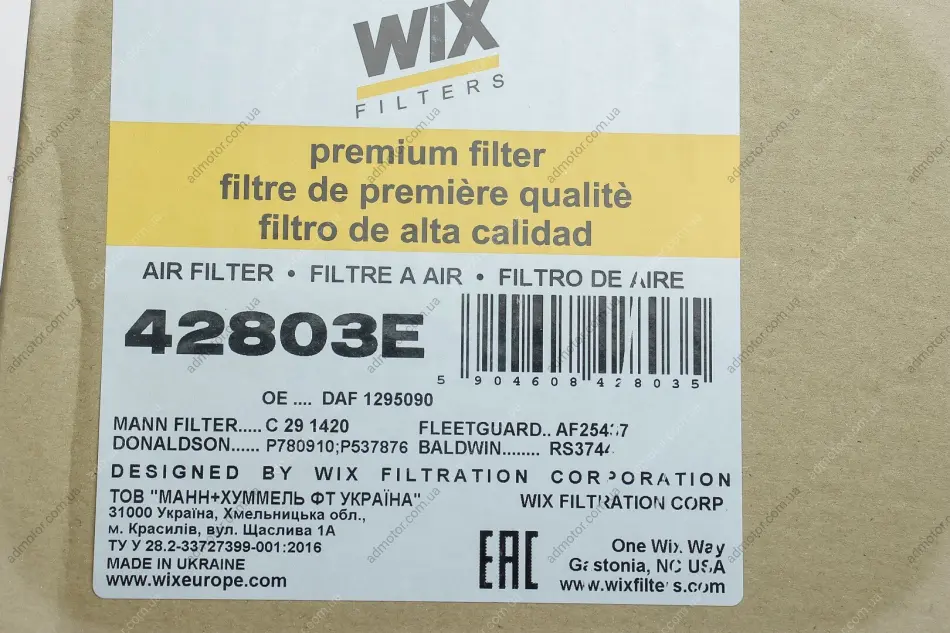 WIX
FILTERS
premium filter
filtre de première qualitè
filtro de alta calidad
AIR FILTER • FILTRE A AIR • FILTRO DE AIRE
42803E
5 904608 428035
OE .... DAF 1295090
MANN FILTER..... C 29 1420 FLEETGUARD..
DONALDSON...... P780910;P537876 BALDWIN........
DESIGNED BY WIX FILTRATION CORPORATION
ТОВ "МАНН+ХУММЕЛЬ ФТ УКРАЇНА" WIX FILTRATION CORP.
31000 Україна, Хмельницька обл.,
м. Красилів, вул. Щаслива 1А
ТУ У 28.2-33727399-001:2016
MADE IN UKRAINE
www.wixeurope.com
EAC
One Wix Way
Gastonia, NC USA
www.wixfilters.com
admotor.com.ua